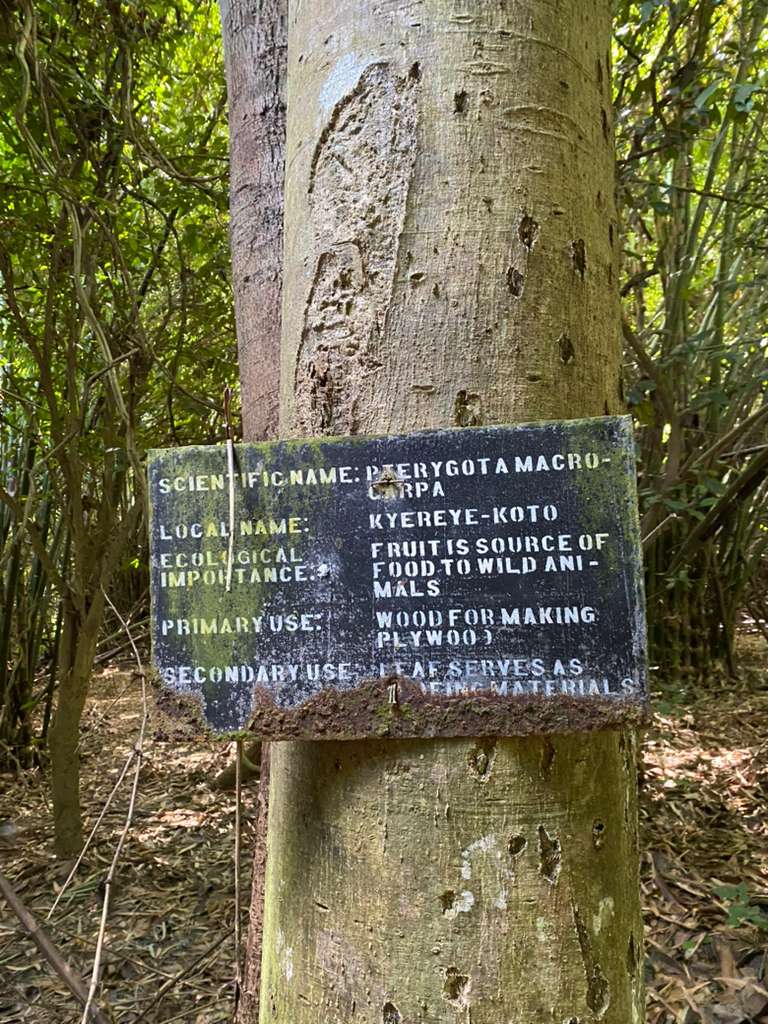 SCIENTIFIC NAME: PTERYGOTA MACRO-
CARPA
LOCAL NAME: KYEREYE-KOTO
ECOLOGICAL IMPORTANCE: FRUIT IS SOURCE OF
FOOD TO WILD ANI-
MALS
PRIMARY USE: WOOD FOR MAKING
PLYWOOD
SECONDARY USE LEAF SERVES AS
MATERIALS